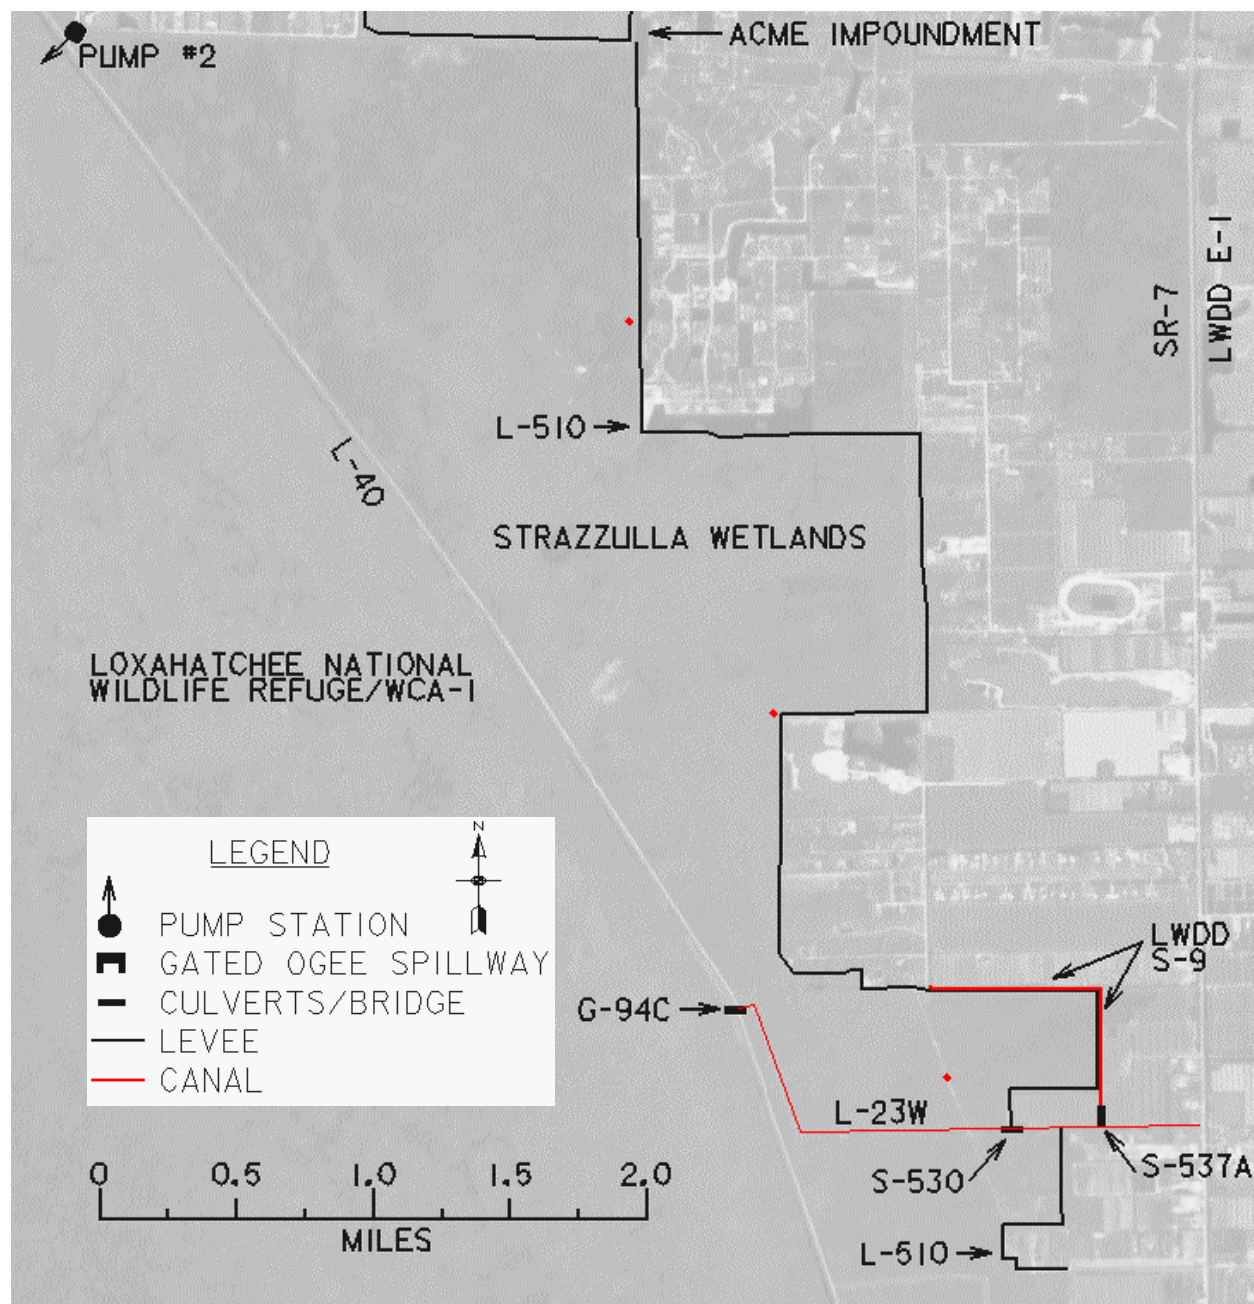 ACME IMPOUNDMENT
PUMP #2
LWDD E-1
SR-7
L-510
L-40
STRAZZULLA WETLANDS
LOXAHATCHEE NATIONAL
WILDLIFE REFUGE/WCA-1
N
LEGEND
PUMP STATION
GATED OGEE SPILLWAY
CULVERTS/BRIDGE
LEVEE
CANAL
LWDD
S-9
G-94C
L-23W
S-530
S-537A
0 0.5 1.0 1.5 2.0
MILES
L-510